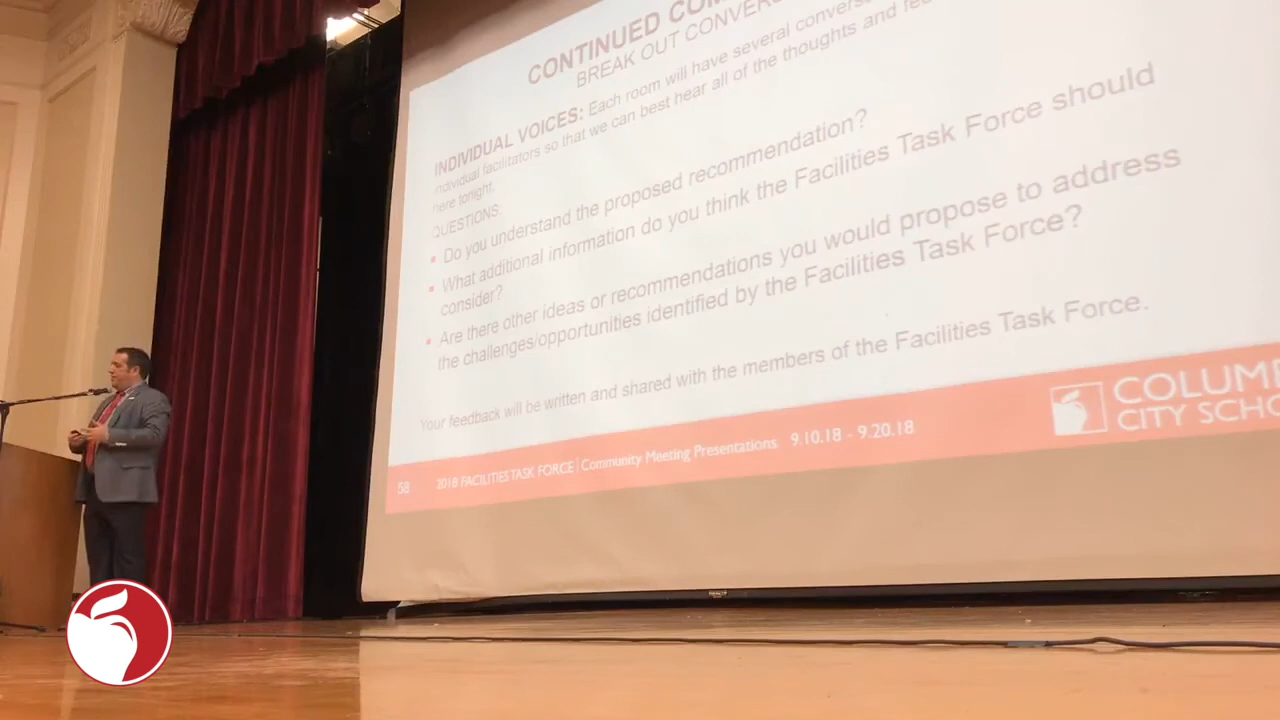 CONTINUED COM
BREAK OUT CONVERS
INDIVIDUAL VOICES: Each room will have several convers
individual facilitators so that we can best hear all of the thoughts and fee
here tonight.
QUESTIONS:
Do you understand the proposed recommendation?
What additional information do you think the Facilities Task Force should
consider?
Are there other ideas or recommendations you would propose to address
the challenges/opportunities identified by the Facilities Task Force?
Your feedback will be written and shared with the members of the Facilities Task Force.
58 2018 FACILITIES TASK FORCE | Community Meeting Presentations 9.10.18 - 9.20.18
COLUMB
CITY SCHO